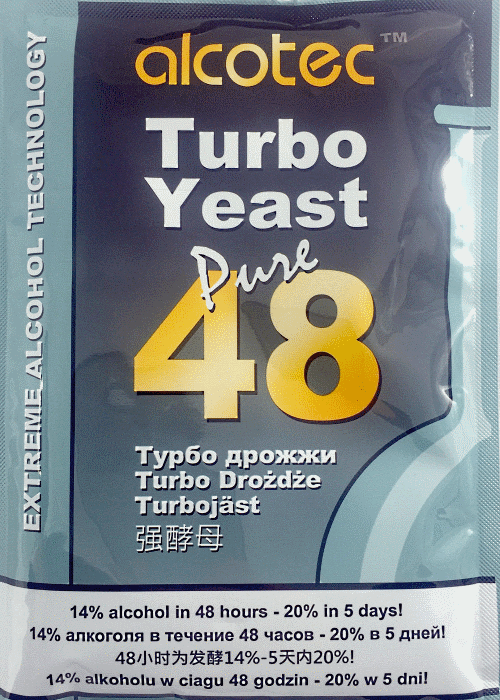 alcotec™
Turbo
Yeast
Pure
48
EXTREME ALCOHOL TECHNOLOGY
Турбо дрожжи
Turbo Drożdże
Turbojäst
强酵母
14% alcohol in 48 hours - 20% in 5 days!
14% алкоголя в течение 48 часов - 20% в 5 дней!
48小时为发酵14%-5天内20%!
14% alkoholu w ciagu 48 godzin - 20% w 5 dni!